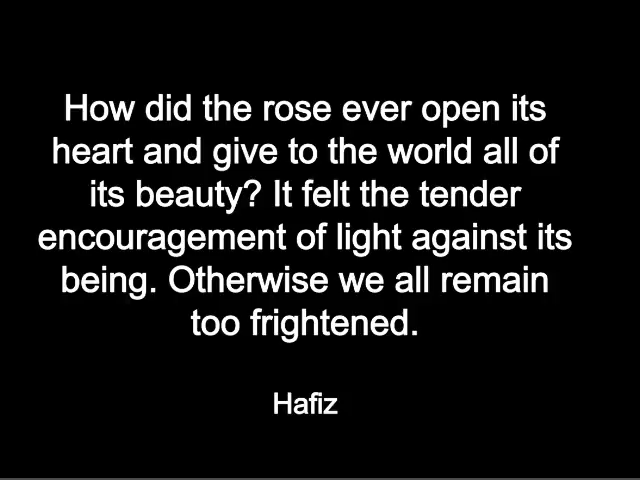 How did the rose ever open its
heart and give to the world all of
its beauty? It felt the tender
encouragement of light against its
being. Otherwise we all remain
too frightened.
Hafiz